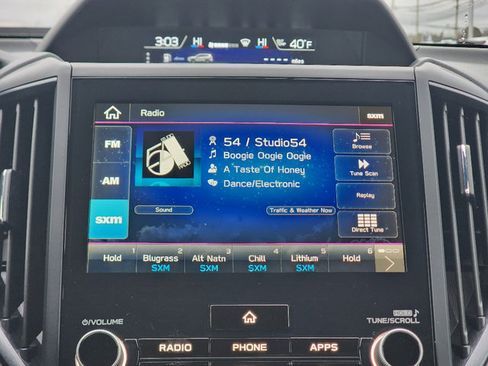 3:03 HI HI 40°F
miles
Radio sxm
FM
AM
sxm
54 / Studio54
Boogie Oogie Oogie
A Taste Of Honey
Dance/Electronic
Browse
Tune Scan
Replay
Direct Tune
Sound Traffic & Weather Now
1 2 3 4 5 6
Hold Blugrass Alt Natn Chill Lithium Hold
SXM SXM SXM SXM
VOLUME
HOLD
TUNE/SCROLL
RADIO PHONE APPS